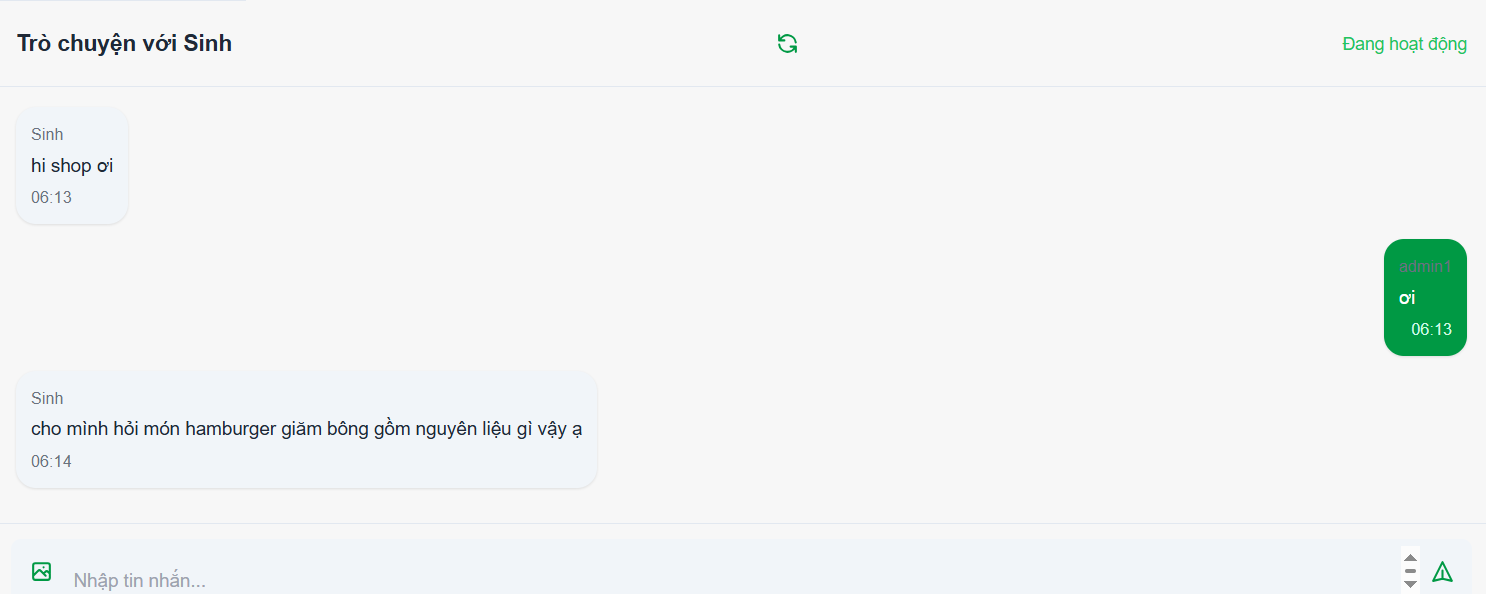 Trò chuyện với Sinh
Đang hoạt động
Sinh
hi shop ơi
06:13
admin1
ơi
06:13
Sinh
cho mình hỏi món hamburger giăm bông gồm nguyên liệu gì vậy ạ
06:14
Nhập tin nhắn...